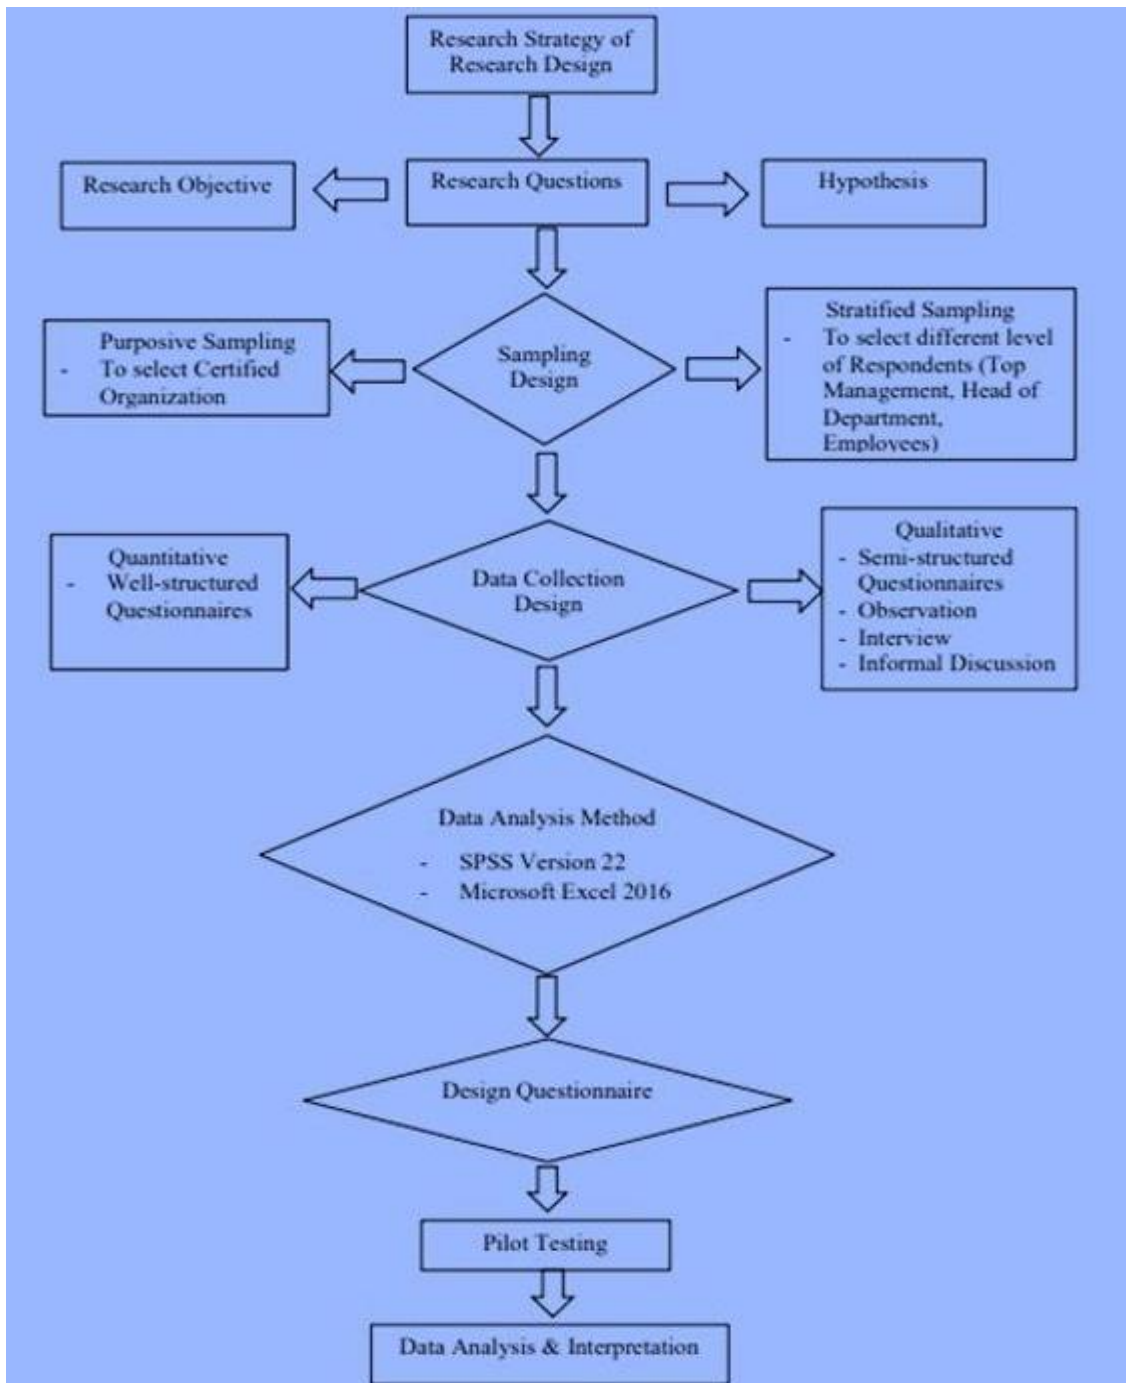 Research Strategy of
Research Design
Research Objective
Research Questions
Hypothesis
Purposive Sampling
- To select Certified
Organization
Sampling
Design
Stratified Sampling
- To select different level
of Respondents (Top
Management, Head of
Department,
Employees)
Quantitative
- Well-structured
Questionnaires
Data Collection
Design
Qualitative
- Semi-structured
Questionnaires
- Observation
- Interview
- Informal Discussion
Data Analysis Method
- SPSS Version 22
- Microsoft Excel 2016
Design Questionnaire
Pilot Testing
Data Analysis & Interpretation